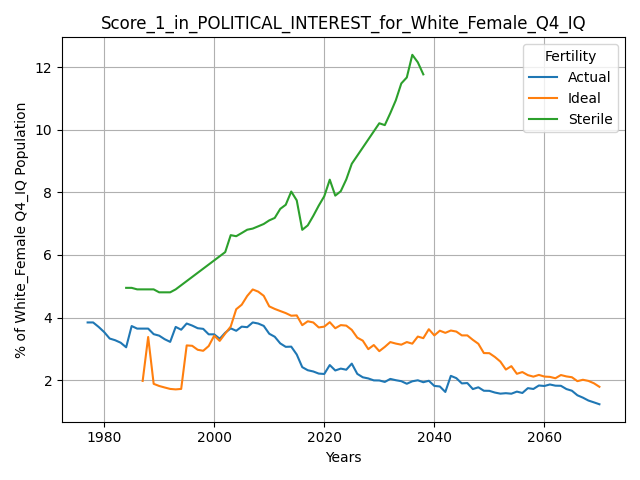 Score_1_in_POLITICAL_INTEREST_for_White_Female_Q4_IQ
% of White_Female Q4_IQ Population
12
10
8
6
4
2
Fertility
Actual
Ideal
Sterile
1980
2000
2020
2040
2060
Years